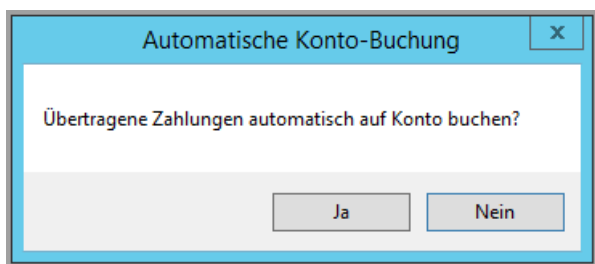 Automatische Konto-Buchung
x
Übertragene Zahlungen automatisch auf Konto buchen?
Ja
Nein